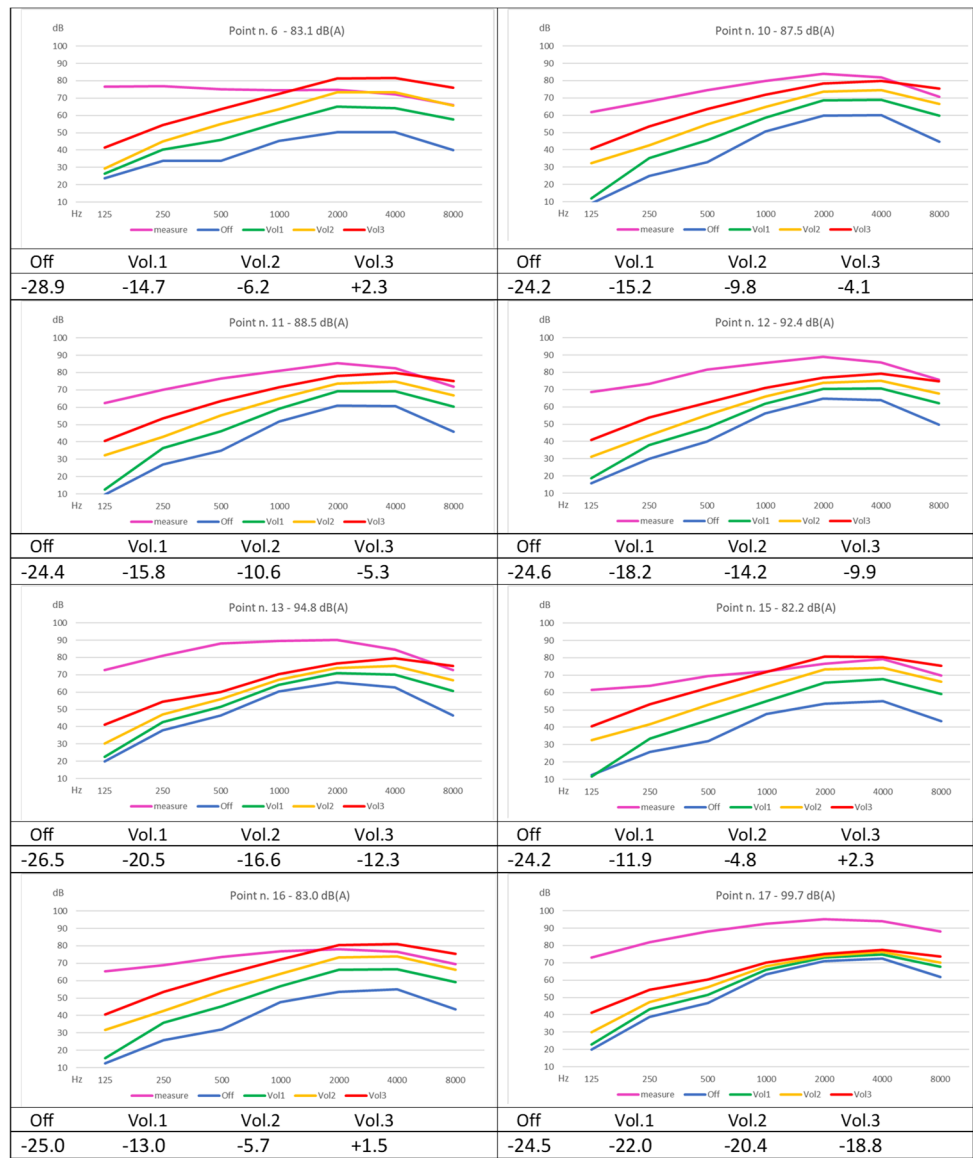 dB
Point n. 6 - 83.1 dB(A)
100
90
80
70
60
50
40
30
20
10
Hz 125 250 500 1000 2000 4000 8000
measure Off Vol1 Vol2 Vol3
Off Vol.1 Vol.2 Vol.3
-28.9 -14.7 -6.2 +2.3
dB
Point n. 10 - 87.5 dB(A)
100
90
80
70
60
50
40
30
20
10
Hz 125 250 500 1000 2000 4000 8000
measure Off Vol1 Vol2 Vol3
Off Vol.1 Vol.2 Vol.3
-24.2 -15.2 -9.8 -4.1
dB
Point n. 11 - 88.5 dB(A)
100
90
80
70
60
50
40
30
20
10
Hz 125 250 500 1000 2000 4000 8000
measure Off Vol1 Vol2 Vol3
Off Vol.1 Vol.2 Vol.3
-24.4 -15.8 -10.6 -5.3
dB
Point n. 12 - 92.4 dB(A)
100
90
80
70
60
50
40
30
20
10
Hz 125 250 500 1000 2000 4000 8000
measure Off Vol1 Vol2 Vol3
Off Vol.1 Vol.2 Vol.3
-24.6 -18.2 -14.2 -9.9
dB
Point n. 13 - 94.8 dB(A)
100
90
80
70
60
50
40
30
20
10
Hz 125 250 500 1000 2000 4000 8000
measure Off Vol1 Vol2 Vol3
Off Vol.1 Vol.2 Vol.3
-26.5 -20.5 -16.6 -12.3
dB
Point n. 15 - 82.2 dB(A)
100
90
80
70
60
50
40
30
20
10
Hz 125 250 500 1000 2000 4000 8000
measure Off Vol1 Vol2 Vol3
Off Vol.1 Vol.2 Vol.3
-24.2 -11.9 -4.8 +2.3
dB
Point n. 16 - 83.0 dB(A)
100
90
80
70
60
50
40
30
20
10
Hz 125 250 500 1000 2000 4000 8000
measure Off Vol1 Vol2 Vol3
Off Vol.1 Vol.2 Vol.3
-25.0 -13.0 -5.7 +1.5
dB
Point n. 17 - 99.7 dB(A)
100
90
80
70
60
50
40
30
20
10
Hz 125 250 500 1000 2000 4000 8000
measure Off Vol1 Vol2 Vol3
Off Vol.1 Vol.2 Vol.3
-24.5 -22.0 -20.4 -18.8